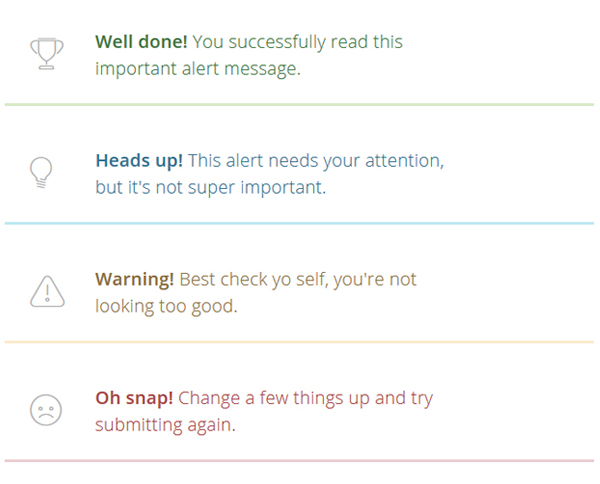 Well done! You successfully read this
important alert message.
Heads up! This alert needs your attention,
but it's not super important.
Warning! Best check yo self, you're not
looking too good.
Oh snap! Change a few things up and try
submitting again.